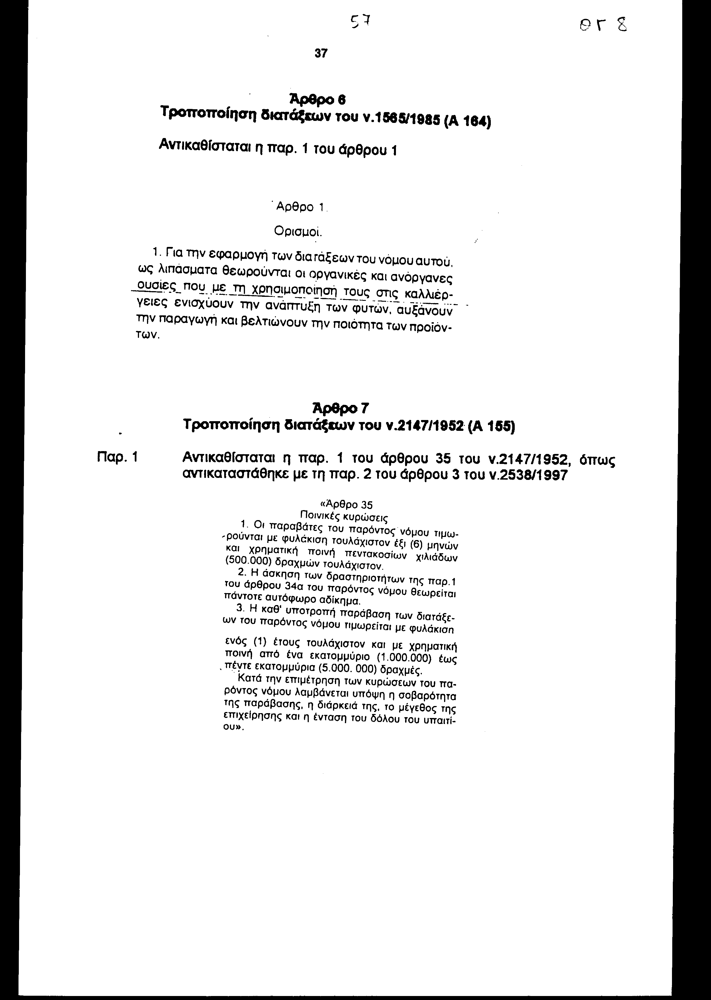 57
ΘΓ 8
37
Άρθρο 6
Τροποποίηση διατάξεων του ν.1565/1985 (Α 164)
Αντικαθίσταται η παρ. 1 του άρθρου 1
Άρθρο 1.
Ορισμοί.
1. Για την εφαρμογή των διατάξεων του νόμου αυτού,
ως λιπάσματα θεωρούνται οι οργανικές και ανόργανες
ουσίες που με τη χρησιμοποίησή τους στις καλλιέρ-
γειες ενισχύουν την ανάπτυξη των φυτών, αυξάνουν
την παραγωγή και βελτιώνουν την ποιότητα των προϊόν-
των.
Άρθρο 7
Τροποποίηση διατάξεων του ν.2147/1952 (Α 155)
Παρ. 1 Αντικαθίσταται η παρ. 1 του άρθρου 35 του ν.2147/1952, όπως
αντικαταστάθηκε με τη παρ. 2 του άρθρου 3 του ν.2538/1997
«Άρθρο 35
Ποινικές κυρώσεις
1. Οι παραβάτες του παρόντος νόμου τιμω-
ρούνται με φυλάκιση τουλάχιστον έξι (6) μηνών
και χρηματική ποινή πεντακοσίων χιλιάδων
(500.000) δραχμών τουλάχιστον.
2. Η άσκηση των δραστηριοτήτων της παρ.1
του άρθρου 34α του παρόντος νόμου θεωρείται
πάντοτε αυτόφωρο αδίκημα.
3. Η καθ' υποτροπή παράβαση των διατάξε-
ων του παρόντος νόμου τιμωρείται με φυλάκιση
ενός (1) έτους τουλάχιστον και με χρηματική
ποινή από ένα εκατομμύριο (1.000.000) έως
πέντε εκατομμύρια (5.000. 000) δραχμές.
Κατά την επιμέτρηση των κυρώσεων του πα-
ρόντος νόμου λαμβάνεται υπόψη η σοβαρότητα
της παράβασης, η διάρκειά της, το μέγεθος της
επιχείρησης και η ένταση του δόλου του υπαιτί-
ου».